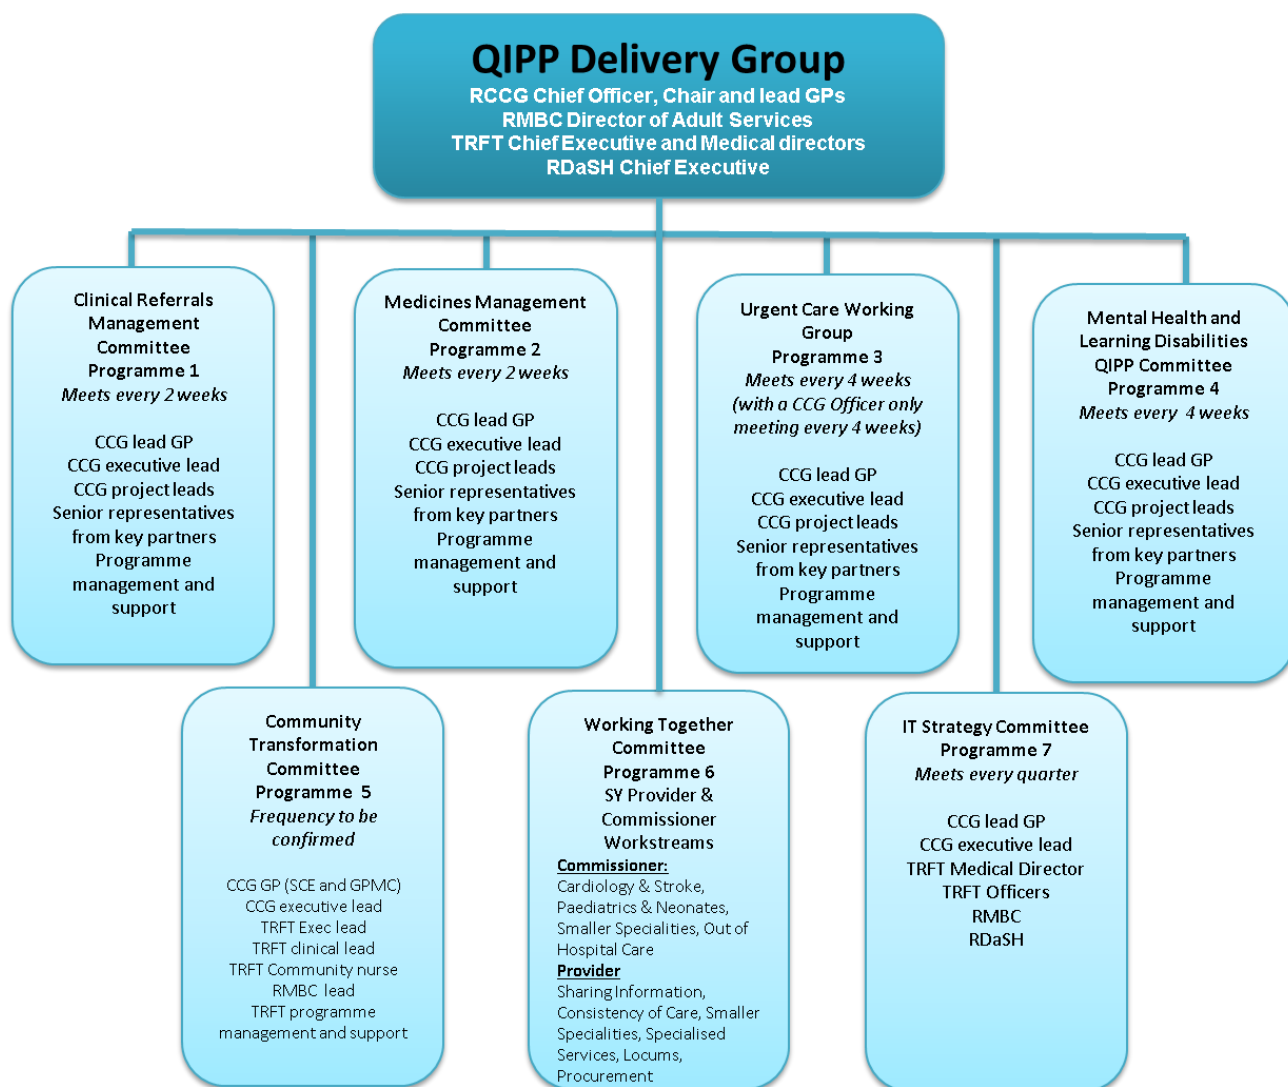 QIPP Delivery Group
RCCG Chief Officer, Chair and lead GPs
RMBC Director of Adult Services
TRFT Chief Executive and Medical directors
RDaSH Chief Executive
Clinical Referrals
Management
Committee
Programme 1
Meets every 2 weeks
CCG lead GP
CCG executive lead
CCG project leads
Senior representatives
from key partners
Programme
management and
support
Medicines Management
Committee
Programme 2
Meets every 2 weeks
CCG lead GP
CCG executive lead
CCG project leads
Senior representatives
from key partners
Programme
management and
support
Urgent Care Working
Group
Programme 3
Meets every 4 weeks
(with a CCG Officer only
meeting every 4 weeks)
CCG lead GP
CCG executive lead
CCG project leads
Senior representatives
from key partners
Programme
management and
support
Mental Health and
Learning Disabilities
QIPP Committee
Programme 4
Meets every 4 weeks
CCG lead GP
CCG executive lead
CCG project leads
Senior representatives
from key partners
Programme
management and
support
Community
Transformation
Committee
Programme 5
Frequency to be
confirmed
CCG GP (SCE and GPMC)
CCG executive lead
TRFT Exec lead
TRFT clinical lead
TRFT Community nurse
RMBC lead
TRFT programme
management and support
Working Together
Committee
Programme 6
SY Provider &
Commissioner
Workstreams
Commissioner:
Cardiology & Stroke,
Paediatrics & Neonates,
Smaller Specialities, Out of
Hospital Care
Provider
Sharing Information,
Consistency of Care, Smaller
Specialities, Specialised
Services, Locums,
Procurement
IT Strategy Committee
Programme 7
Meets every quarter
CCG lead GP
CCG executive lead
TRFT Medical Director
TRFT Officers
RMBC
RDaSH